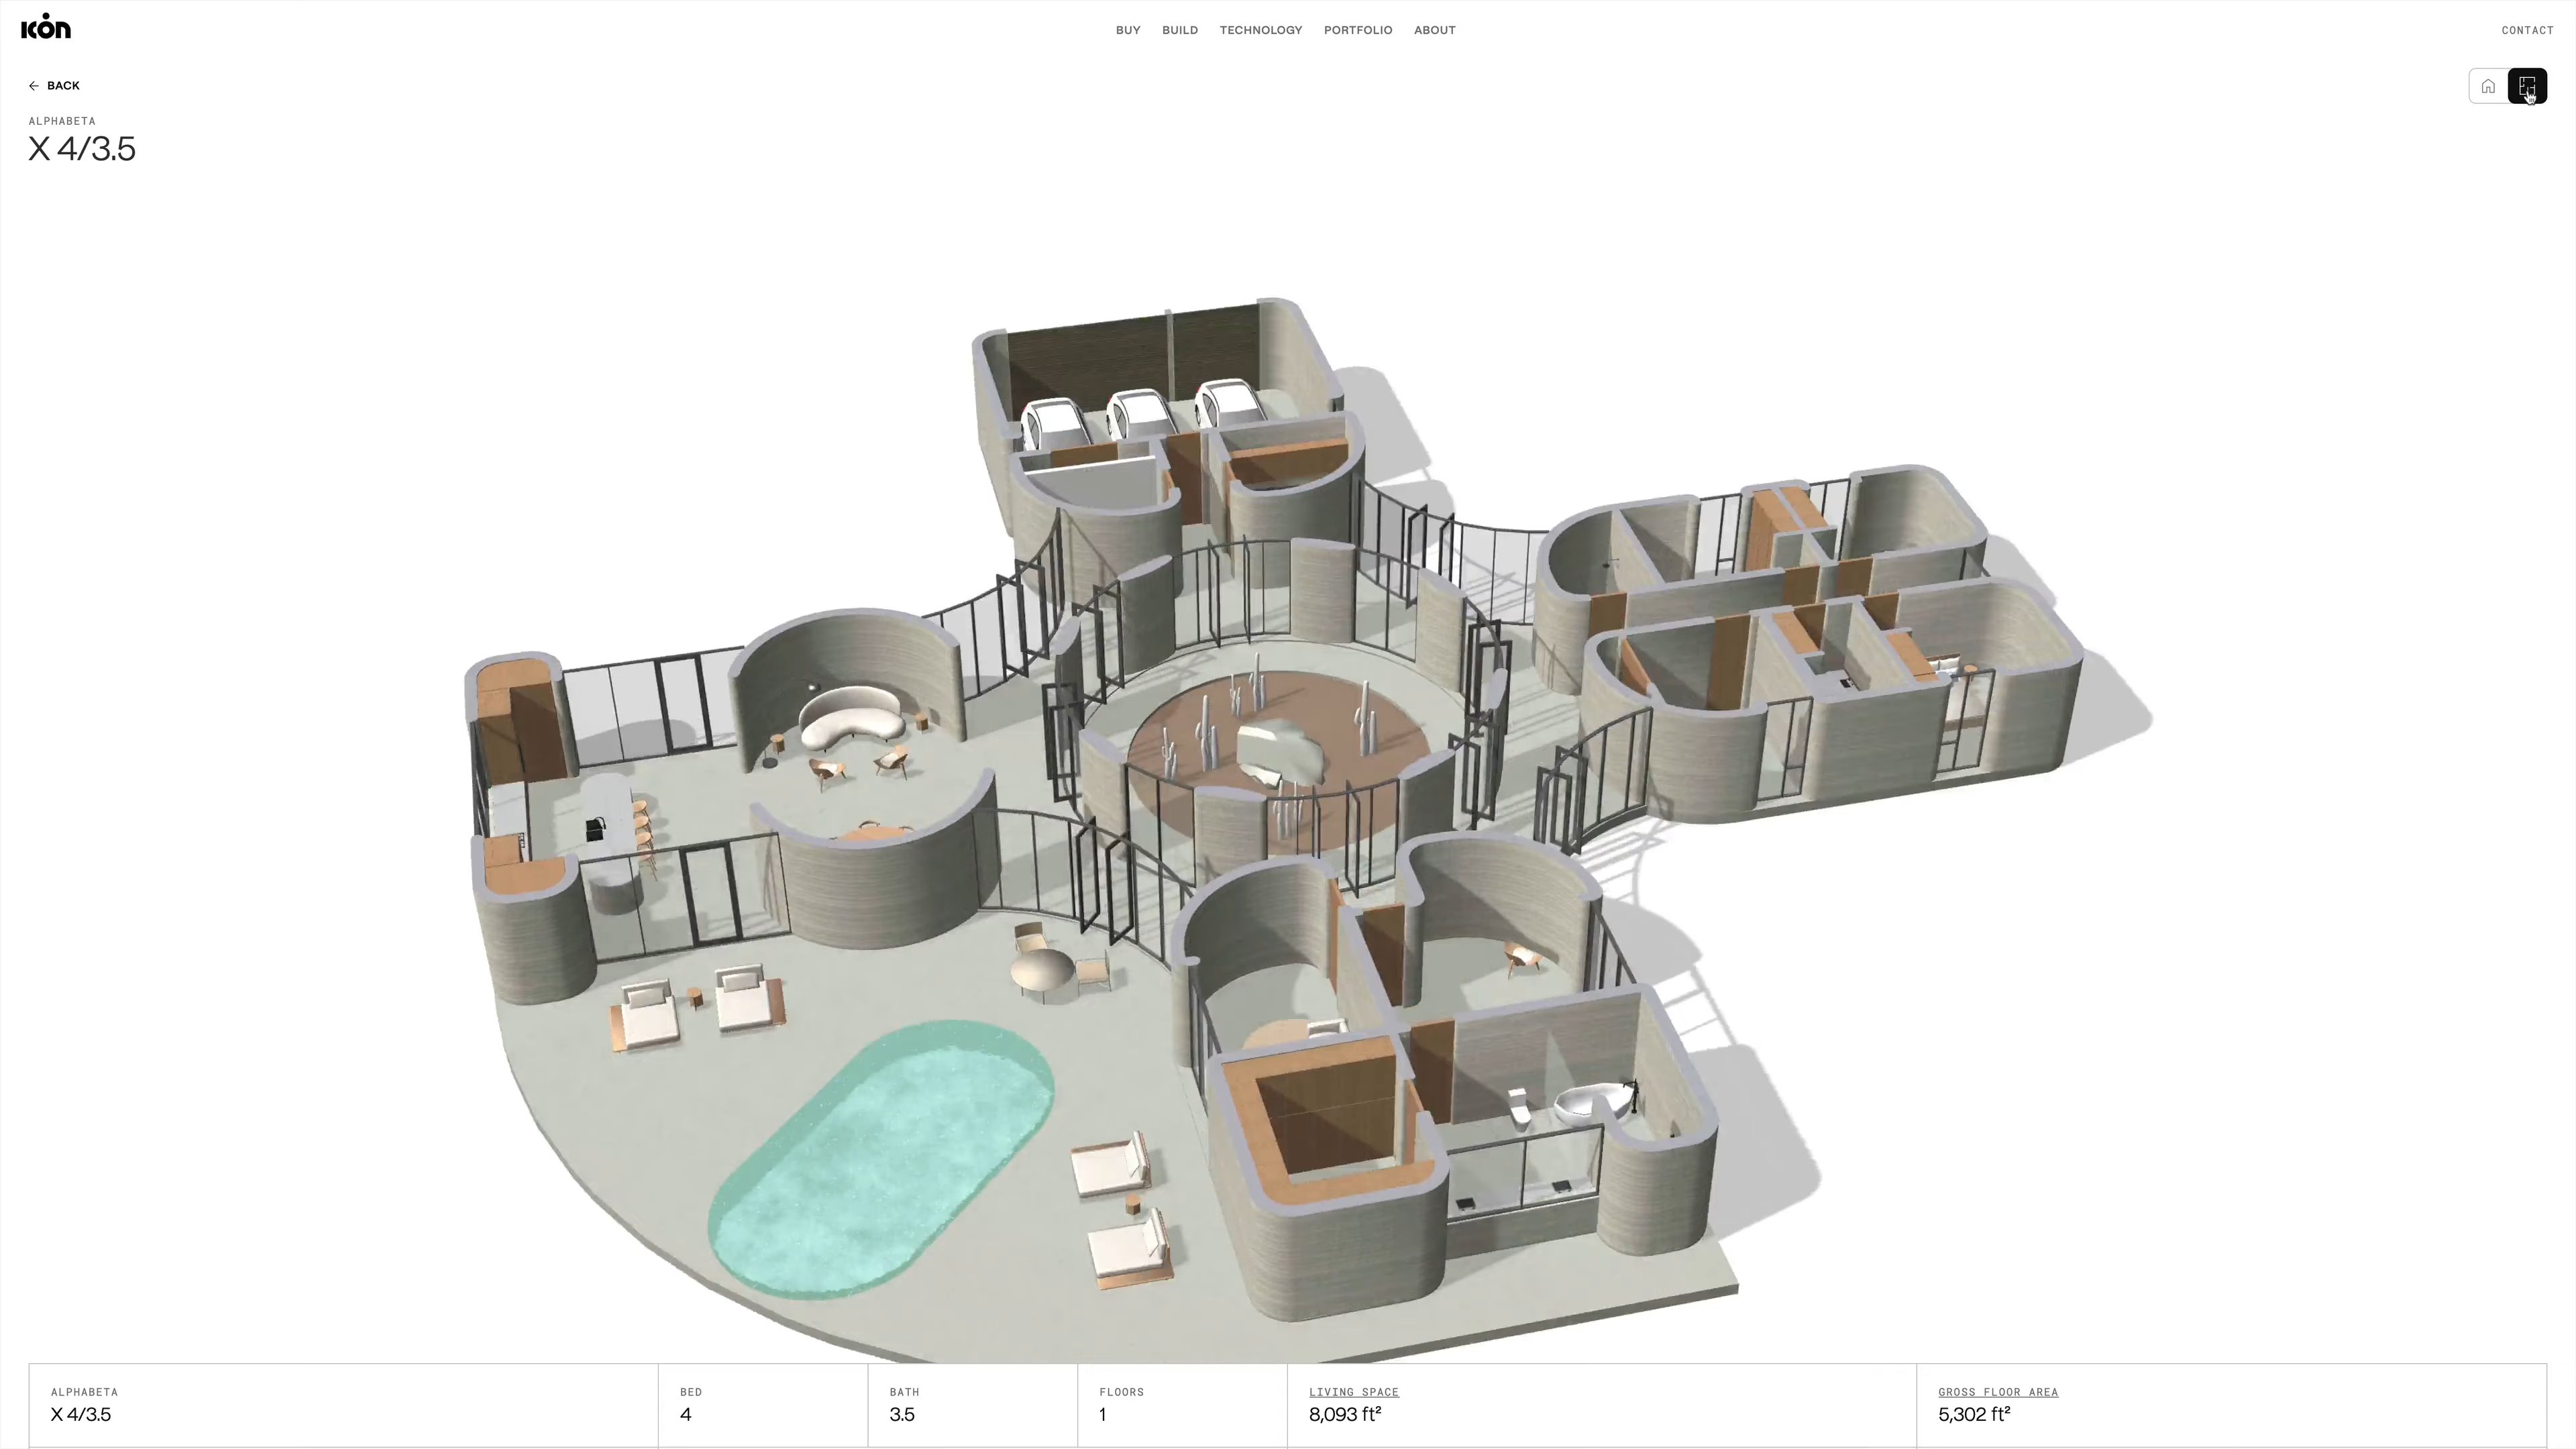 ICON
BUY BUILD TECHNOLOGY PORTFOLIO ABOUT
CONTACT
BACK
ALPHABETA
X 4/3.5
ALPHABETA
X 4/3.5
BED
4
BATH
3.5
FLOORS
1
LIVING SPACE
8,093 ft²
GROSS FLOOR AREA
5,302 ft²